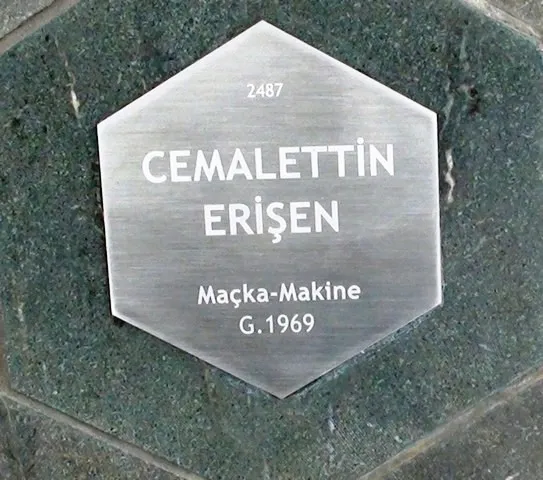 2487
CEMALETTİN
ERİŞEN
Maçka-Makine
G.1969